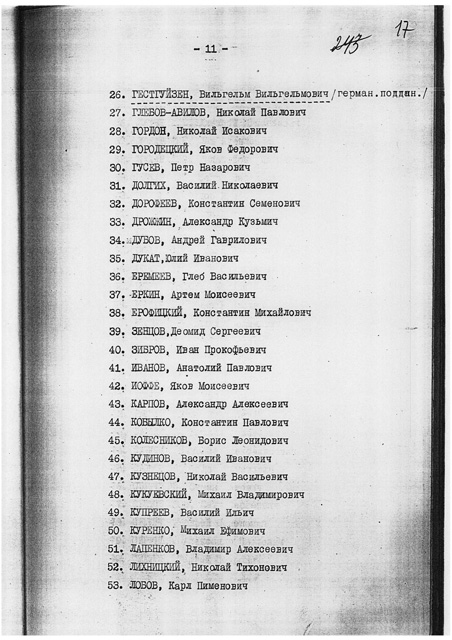 - 11 -
243
17
26. ГЕСТГУЙЗЕН, Вильгельм Вильгельмович /герман.поддан./
27. ГЛЕБОВ-АВИЛОВ, Николай Павлович
28. ГОРДОН, Николай Исакович
29. ГОРОДЕЦКИЙ, Яков Федорович
30. ГУСЕВ, Петр Назарович
31. ДОЛГИХ, Василий Николаевич
32. ДОРОФЕЕВ, Константин Семенович
33. ДРОЖЖИН, Александр Кузьмич
34. ДУБОВ, Андрей Гаврилович
35. ДУКАТ,Юлий Иванович
36. ЕРЕМЕЕВ, Глеб Васильевич
37. ЕРКИН, Артем Моисеевич
38. ЕРОФИЦКИЙ, Константин Михайлович
39. ЗЕНЦОВ,Деомид Сергеевич
40. ЗИБРОВ, Иван Прокофьевич
41. ИВАНОВ, Анатолий Павлович
42. ИОФФЕ, Яков Моисеевич
43. КАРПОВ, Александр Алексеевич
44. КОБЫЛКО, Константин Павлович
45. КОЛЕСНИКОВ, Борис Леонидович
46. КУДИНОВ, Василий Иванович
47. КУЗНЕЦОВ, Николай Васильевич
48. КУКУЕВСКИЙ, Михаил Владимирович
49. КУПРЕЕВ, Василий Ильич
50. КУРЕНКО, Михаил Ефимович
51. ЛАПЕНКОВ, Владимир Алексеевич
52. ЛИХНИЦКИЙ, Николай Тихонович
53. ЛОБОВ, Карл Пименович